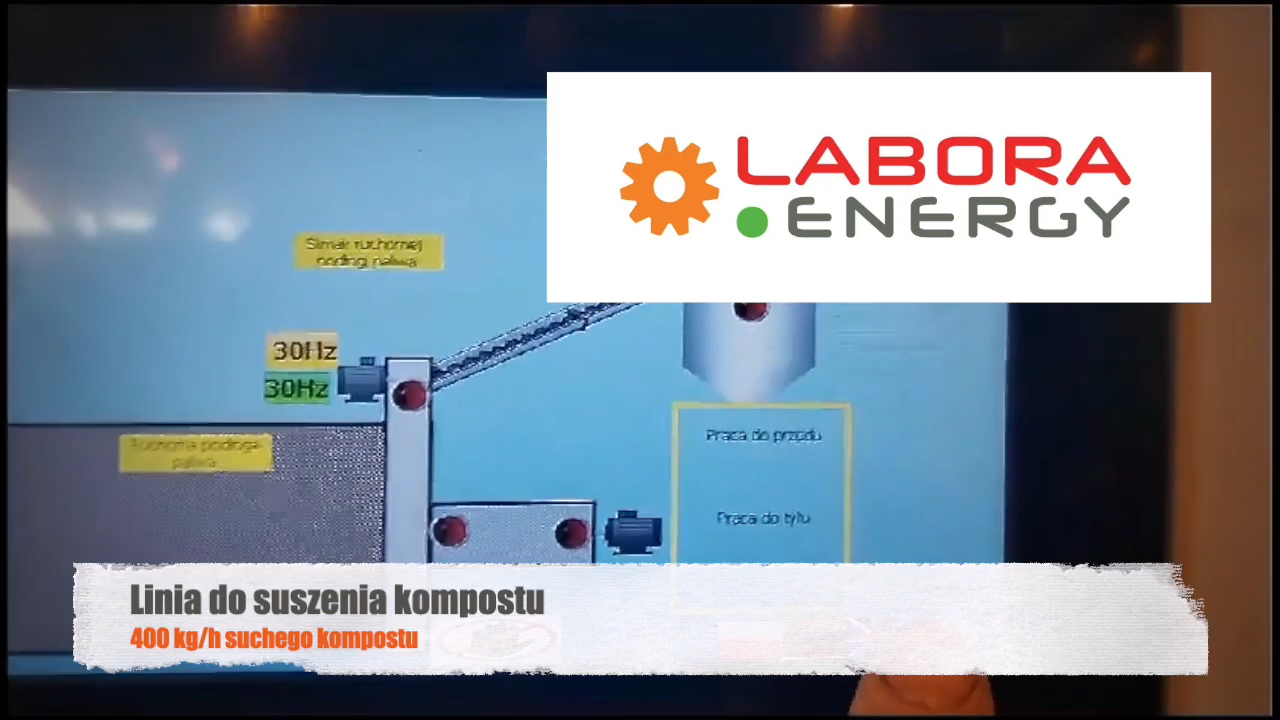 LABORA
ENERGY
Ślimak ruchomej
podłogi paliwa
30Hz
30Hz
Ruchoma podłoga
paliwa
Praca do przodu
Praca do tyłu
Linia do suszenia kompostu
400 kg/h suchego kompostu